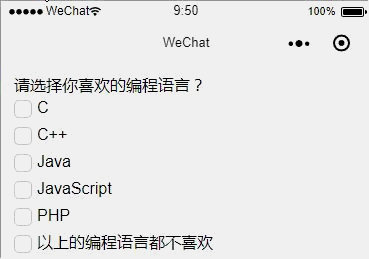 ●●●●● WeChat 9:50 100%
WeChat
请选择你喜欢的编程语言？
C
C++
Java
JavaScript
PHP
以上的编程语言都不喜欢